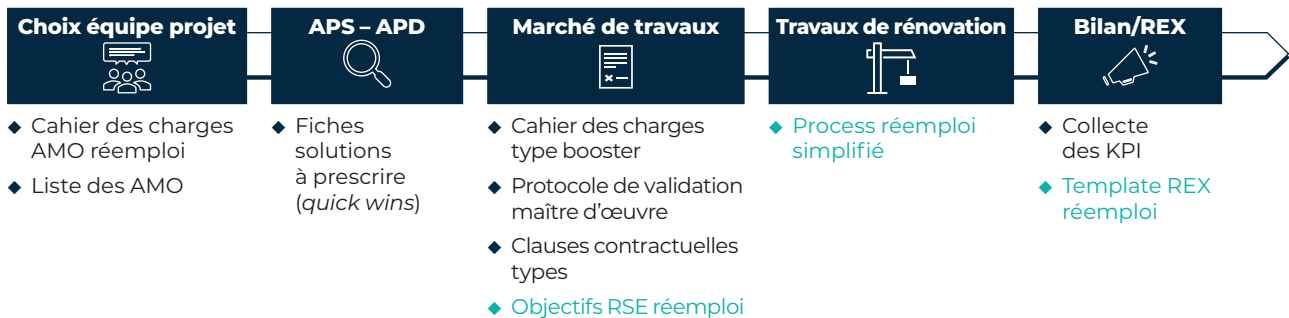 Choix équipe projet
◆ Cahier des charges
AMO réemploi
◆ Liste des AMO
APS – APD
◆ Fiches
solutions
à prescrire
(quick wins)
Marché de travaux
◆ Cahier des charges
type booster
◆ Protocole de validation
maître d’œuvre
◆ Clauses contractuelles
types
◆ Objectifs RSE réemploi
Travaux de rénovation
◆ Process réemploi
simplifié
Bilan/REX
◆ Collecte
des KPI
◆ Template REX
réemploi